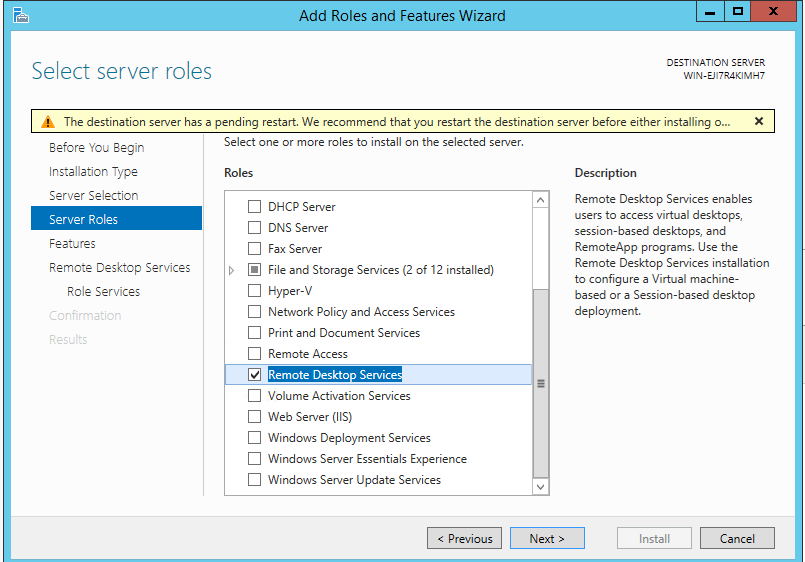 Add Roles and Features Wizard
Select server roles
DESTINATION SERVER
WIN-EJI7R4KIMH7
The destination server has a pending restart. We recommend that you restart the destination server before either installing o...
Before You Begin
Installation Type
Server Selection
Server Roles
Features
Remote Desktop Services
Role Services
Confirmation
Results
Select one or more roles to install on the selected server.
Roles
DHCP Server
DNS Server
Fax Server
File and Storage Services (2 of 12 installed)
Hyper-V
Network Policy and Access Services
Print and Document Services
Remote Access
Remote Desktop Services
Volume Activation Services
Web Server (IIS)
Windows Deployment Services
Windows Server Essentials Experience
Windows Server Update Services
Description
Remote Desktop Services enables
users to access virtual desktops,
session-based desktops, and
RemoteApp programs. Use the
Remote Desktop Services installation
to configure a Virtual machine-
based or a Session-based desktop
deployment.
< Previous
Next >
Install
Cancel